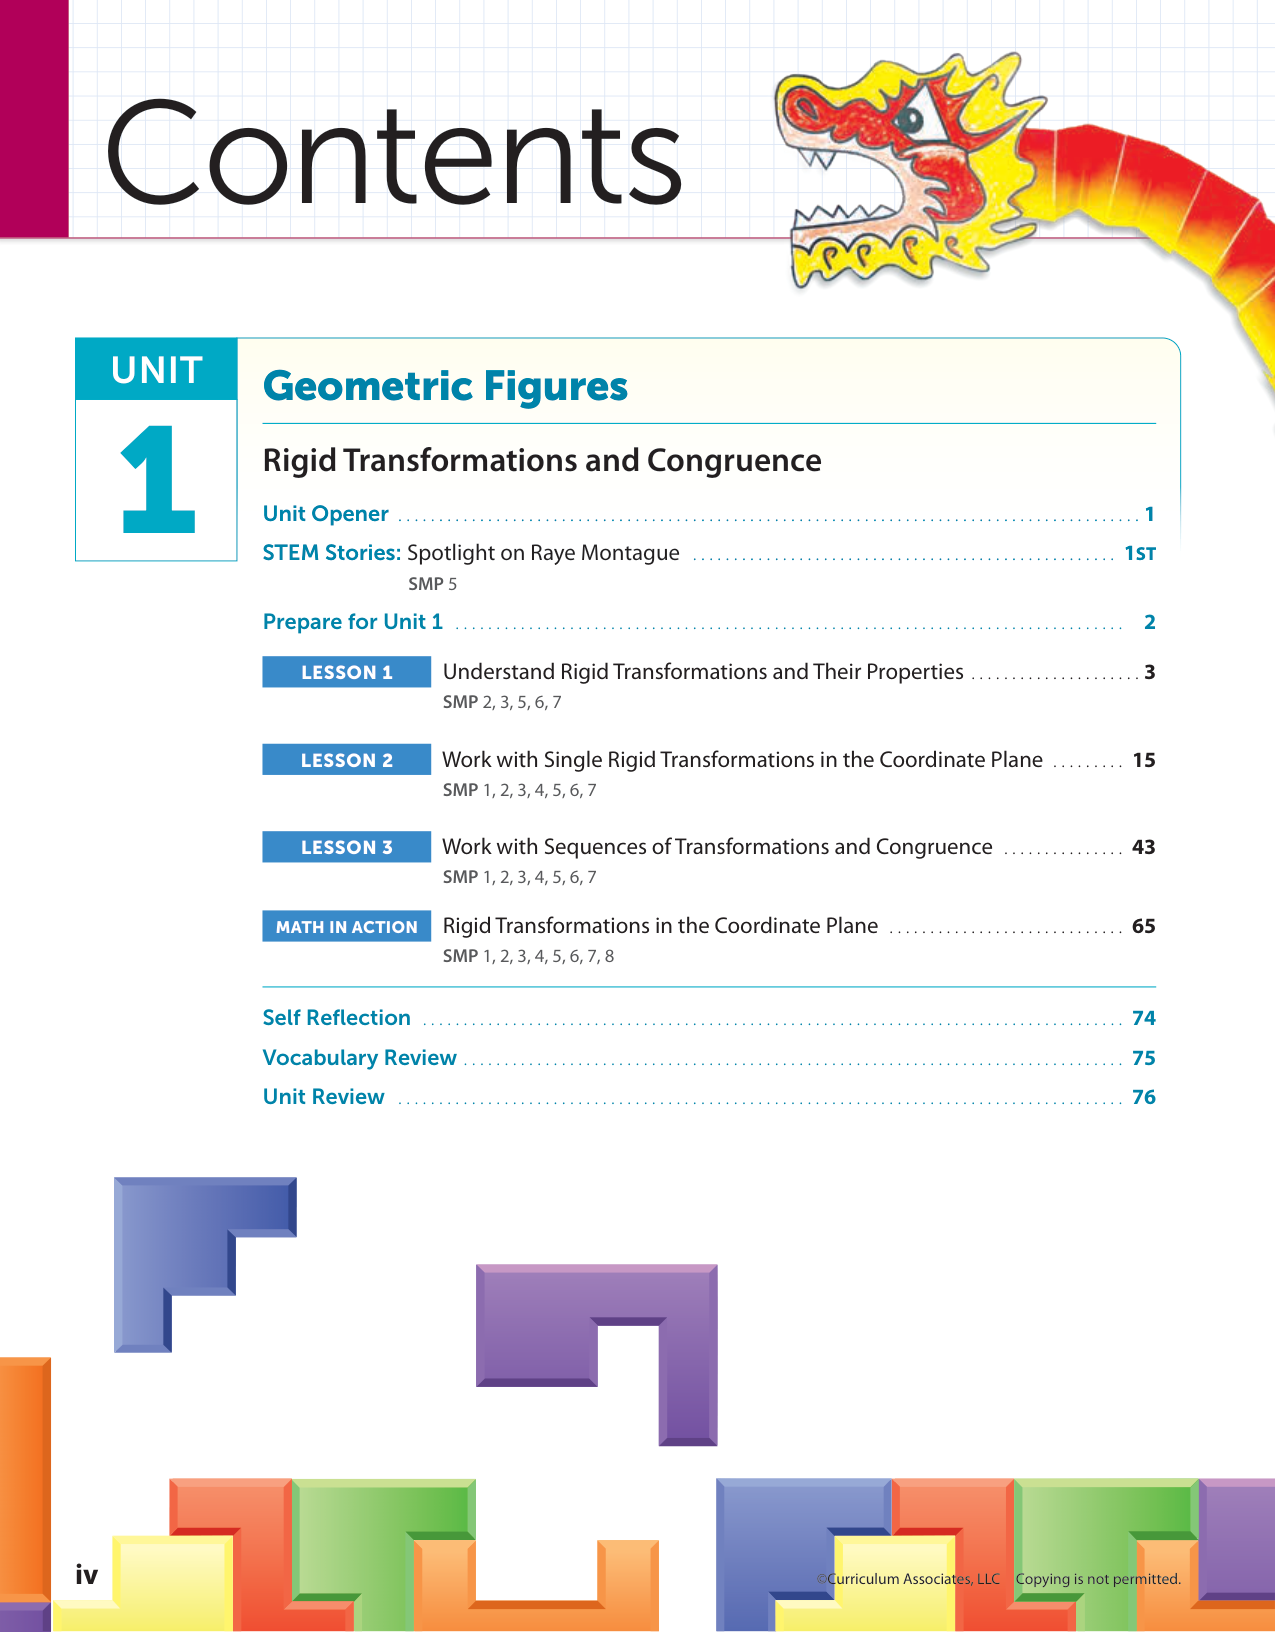 Contents
UNIT
1
Geometric Figures
Rigid Transformations and Congruence
Unit Opener 1
STEM Stories: Spotlight on Raye Montague 1ST
SMP 5
Prepare for Unit 1 2
LESSON 1 Understand Rigid Transformations and Their Properties 3
SMP 2, 3, 5, 6, 7
LESSON 2 Work with Single Rigid Transformations in the Coordinate Plane 15
SMP 1, 2, 3, 4, 5, 6, 7
LESSON 3 Work with Sequences of Transformations and Congruence 43
SMP 1, 2, 3, 4, 5, 6, 7
MATH IN ACTION Rigid Transformations in the Coordinate Plane 65
SMP 1, 2, 3, 4, 5, 6, 7, 8
Self Reflection 74
Vocabulary Review 75
Unit Review 76
iv
©Curriculum Associates, LLC Copying is not permitted.